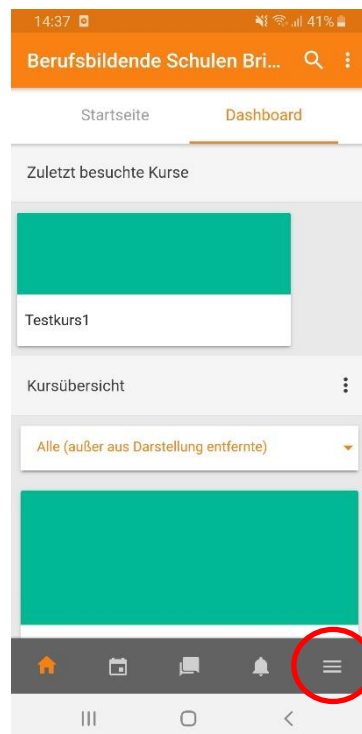 14:37 41%
Berufsbildende Schulen Bri...
Startseite Dashboard
Zuletzt besuchte Kurse
Testkurs1
Kursübersicht
Alle (außer aus Darstellung entfernte)